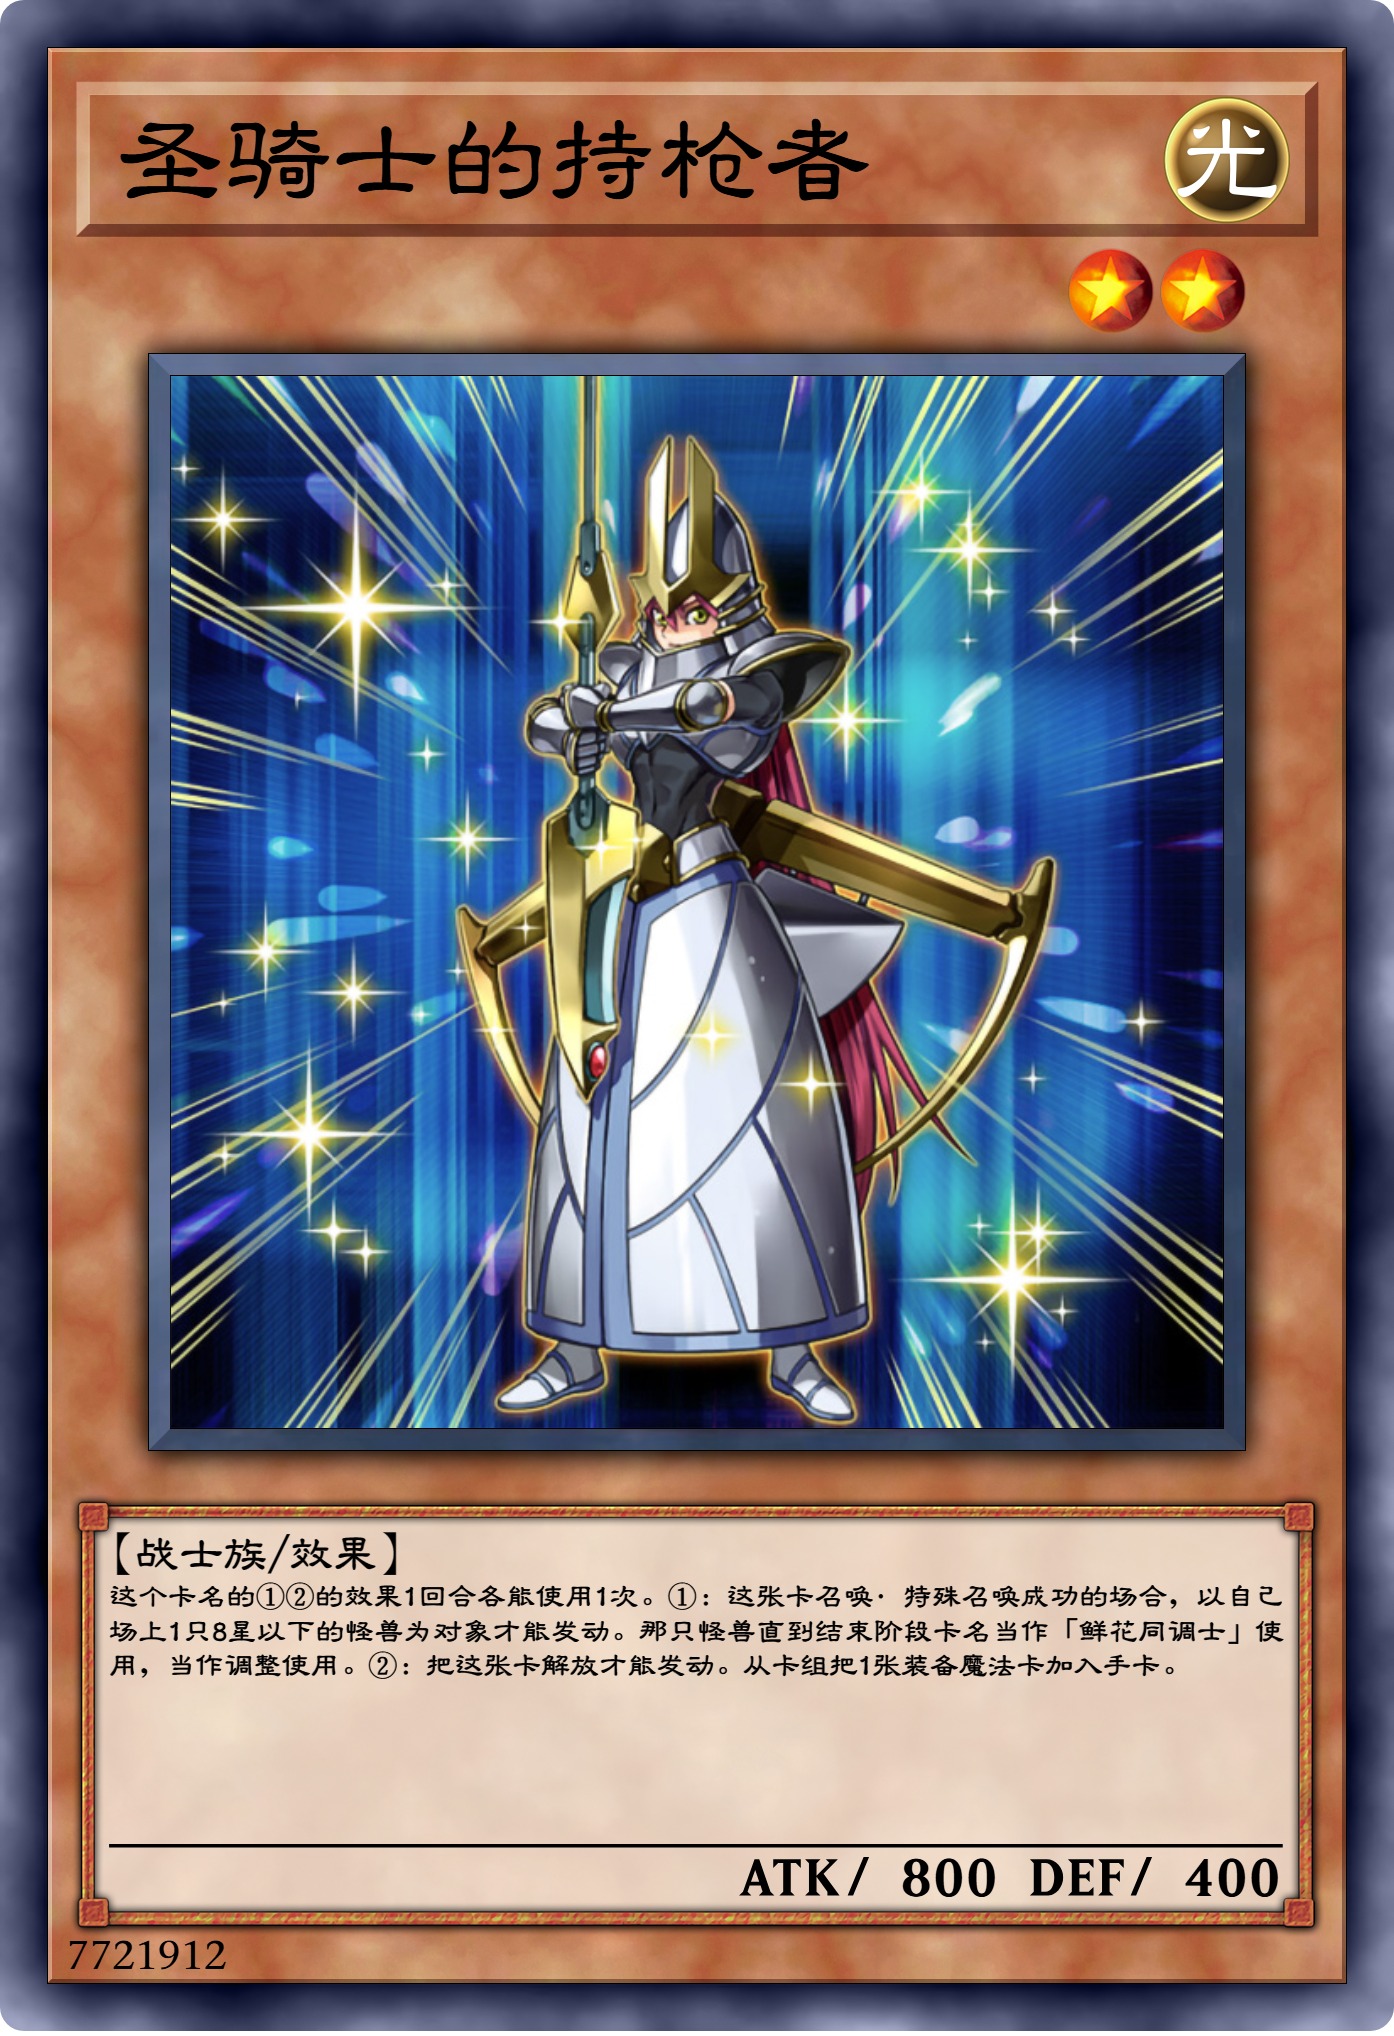 圣骑士的持枪者
光
【战士族/效果】
这个卡名的①②的效果1回合各能使用1次。①：这张卡召唤·特殊召唤成功的场合，以自己
场上1只8星以下的怪兽为对象才能发动。那只怪兽直到结束阶段卡名当作「鲜花同调士」使
用，当作调整使用。②：把这张卡解放才能发动。从卡组把1张装备魔法卡加入手卡。
ATK/ 800 DEF/ 400
7721912